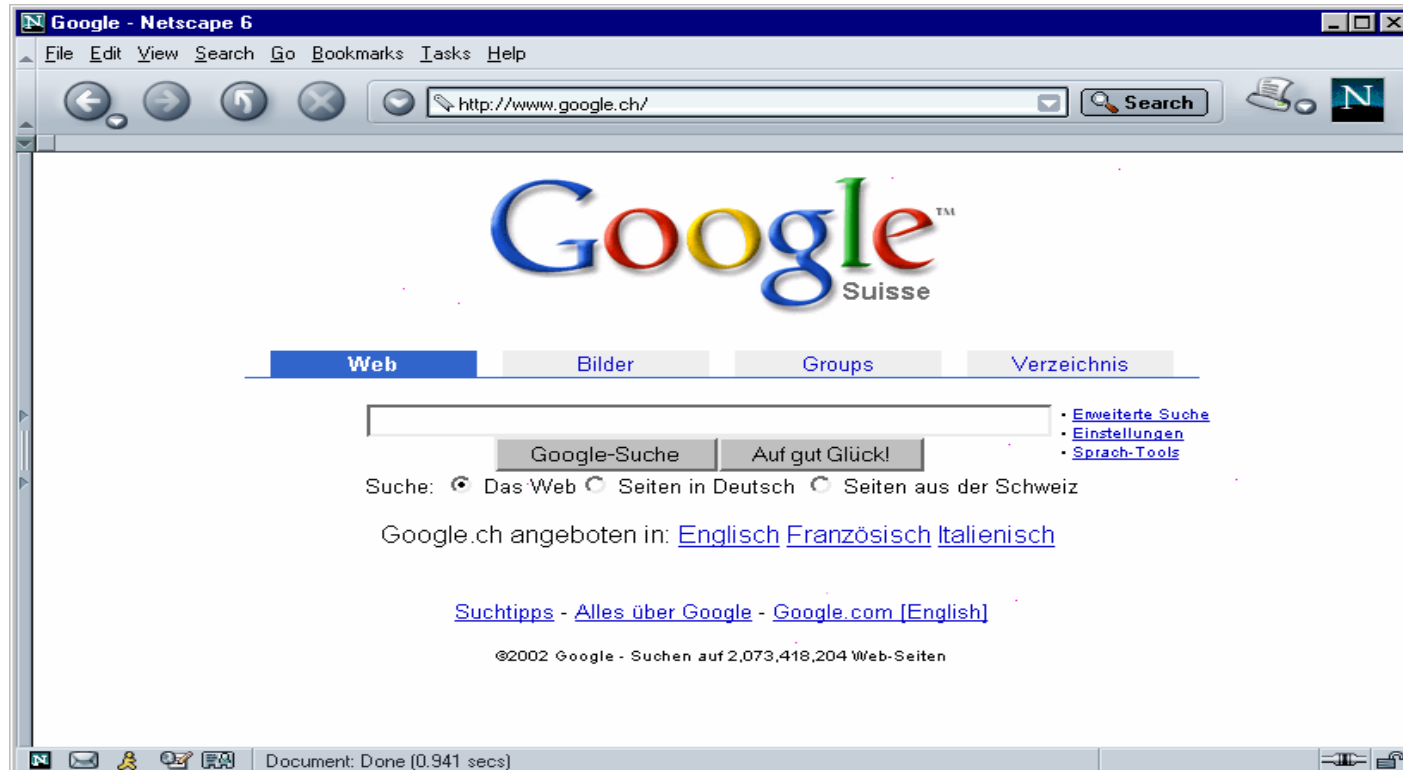 Google - Netscape 6
File Edit View Search Go Bookmarks Tasks Help
http://www.google.ch/ Search N
Google™
Suisse
Web Bilder Groups Verzeichnis
• Erweiterte Suche
• Einstellungen
• Sprach-Tools
Google-Suche Auf gut Glück!
Suche: Das Web Seiten in Deutsch Seiten aus der Schweiz
Google.ch angeboten in: Englisch Französisch Italienisch
Suchtipps - Alles über Google - Google.com [English]
©2002 Google - Suchen auf 2,073,418,204 Web-Seiten
Document: Done (0.941 secs)